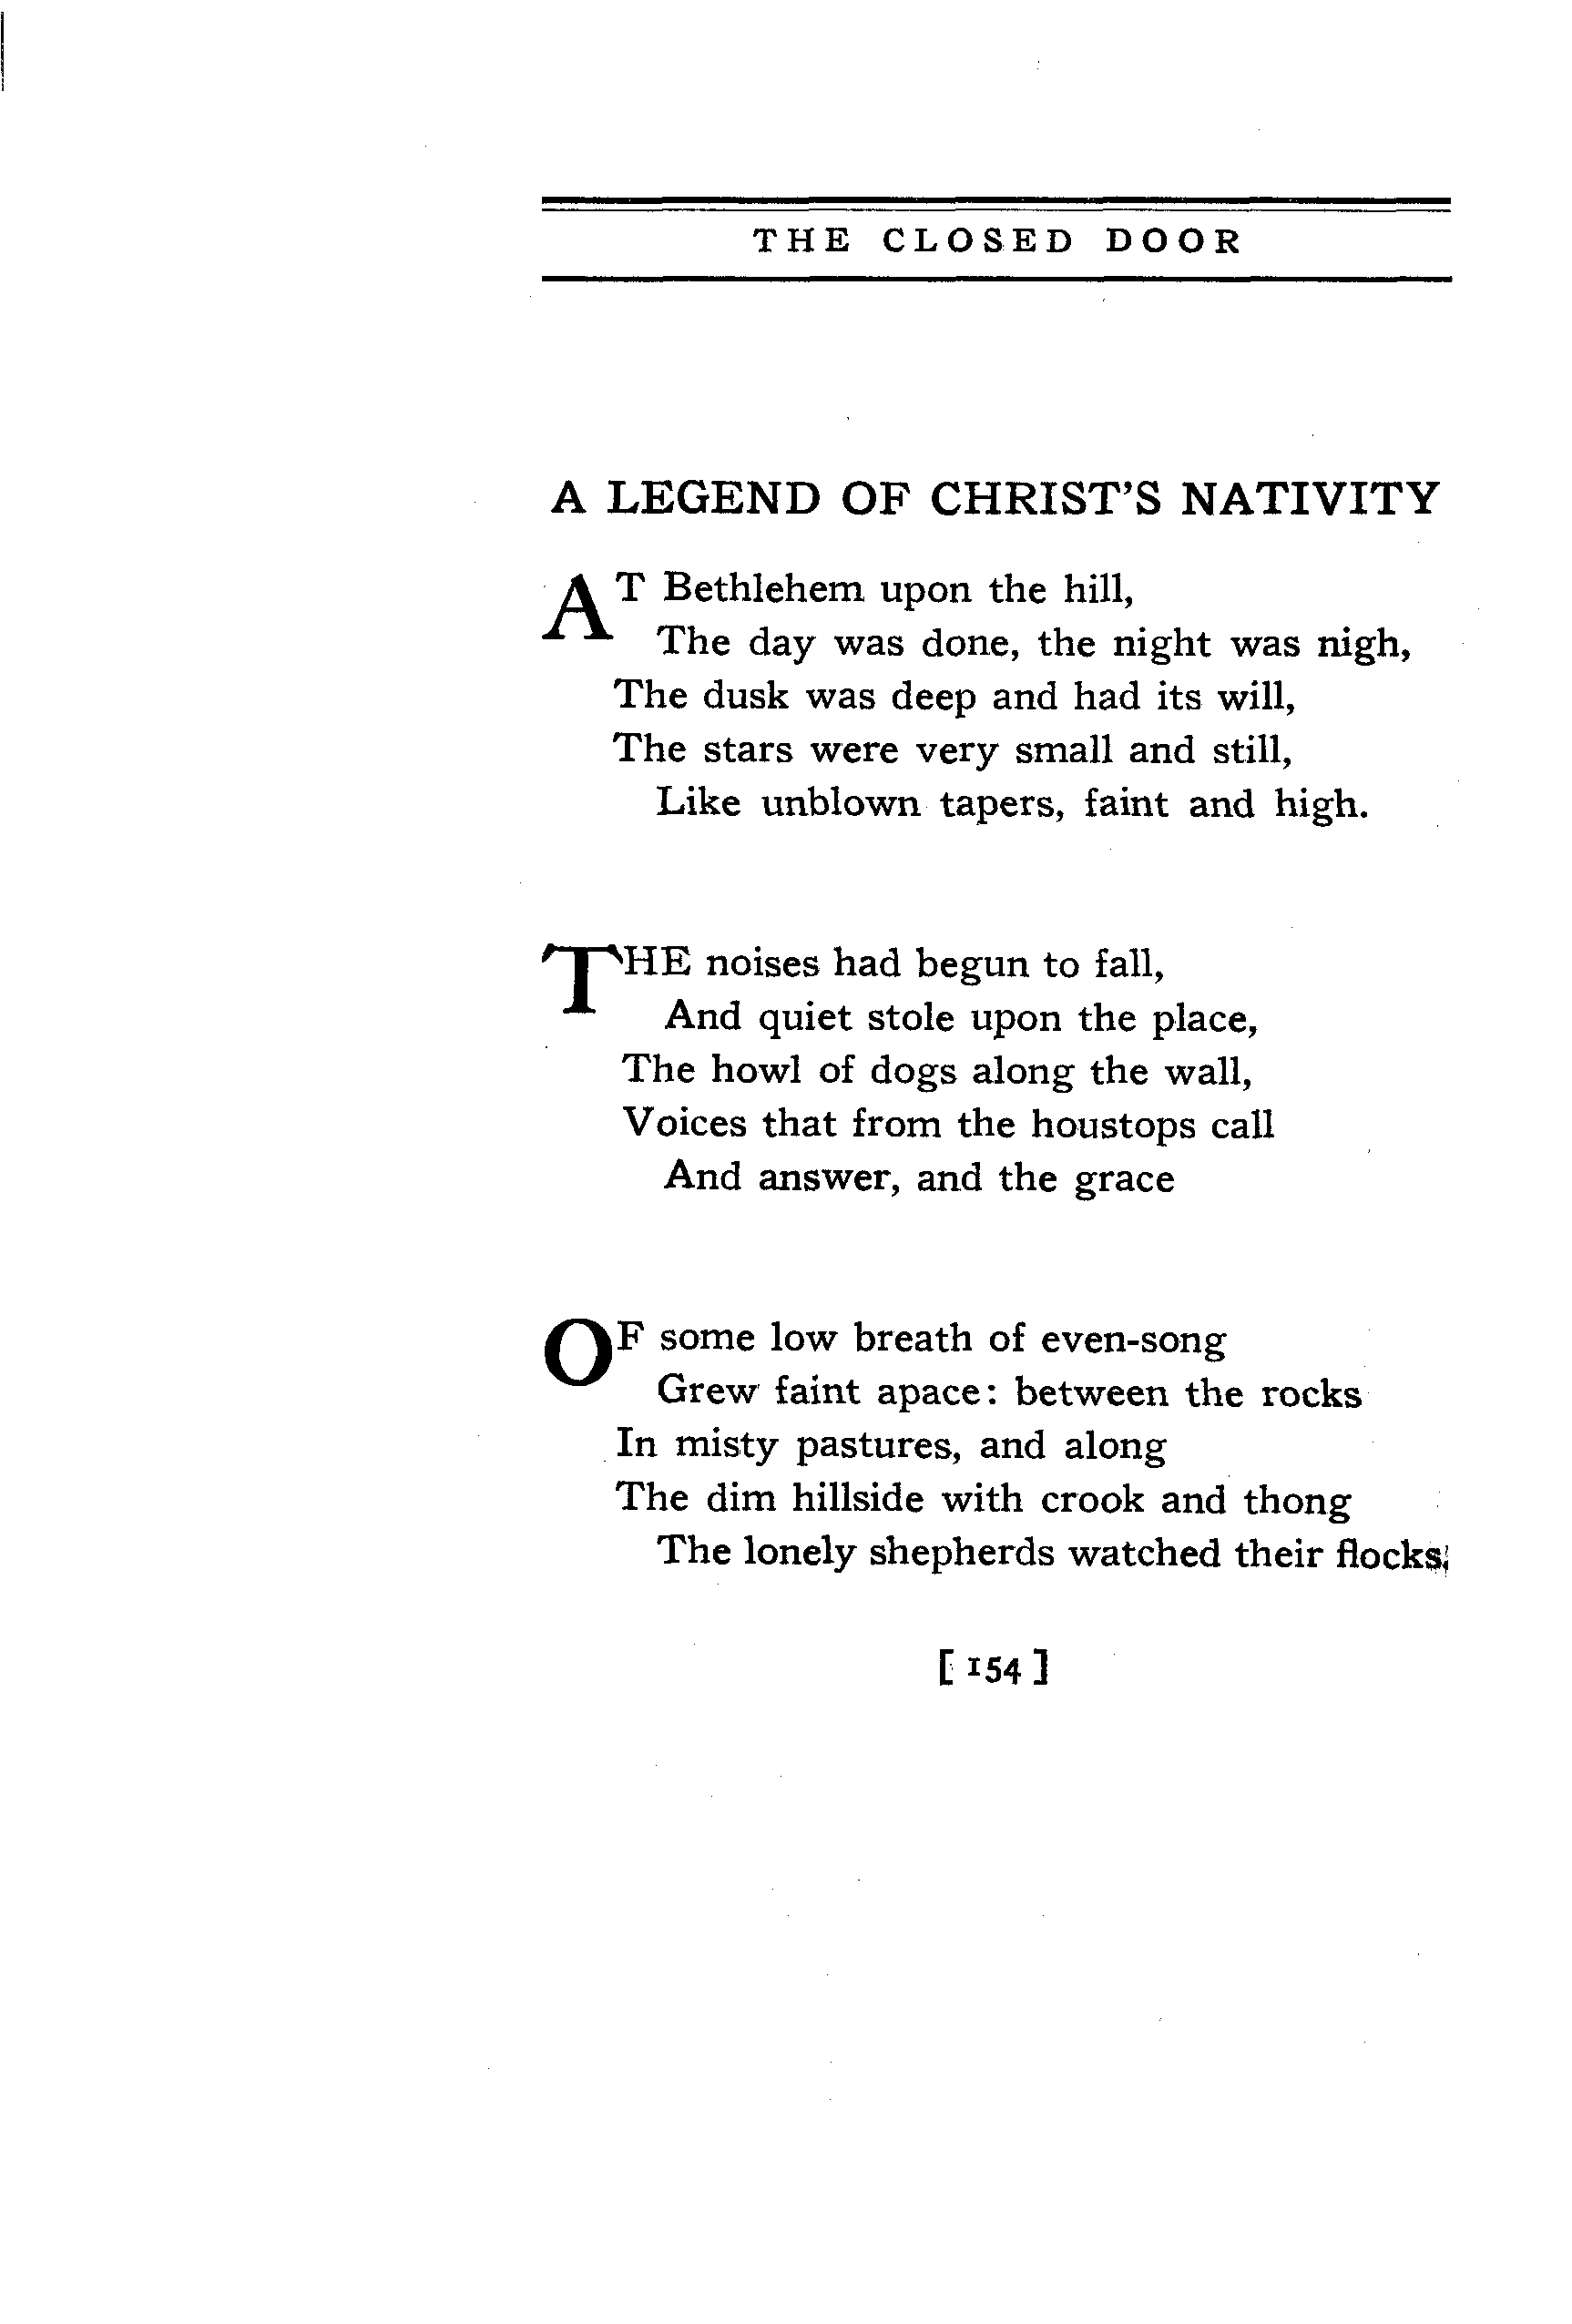 THE CLOSED DOOR
A LEGEND OF CHRIST'S NATIVITY
AT Bethlehem upon the hill,
The day was done, the night was nigh,
The dusk was deep and had its will,
The stars were very small and still,
Like unblown tapers, faint and high.
THE noises had begun to fall,
And quiet stole upon the place,
The howl of dogs along the wall,
Voices that from the houstops call
And answer, and the grace
OF some low breath of even-song
Grew faint apace: between the rocks
In misty pastures, and along
The dim hillside with crook and thong
The lonely shepherds watched their flocks;
[ 154 ]